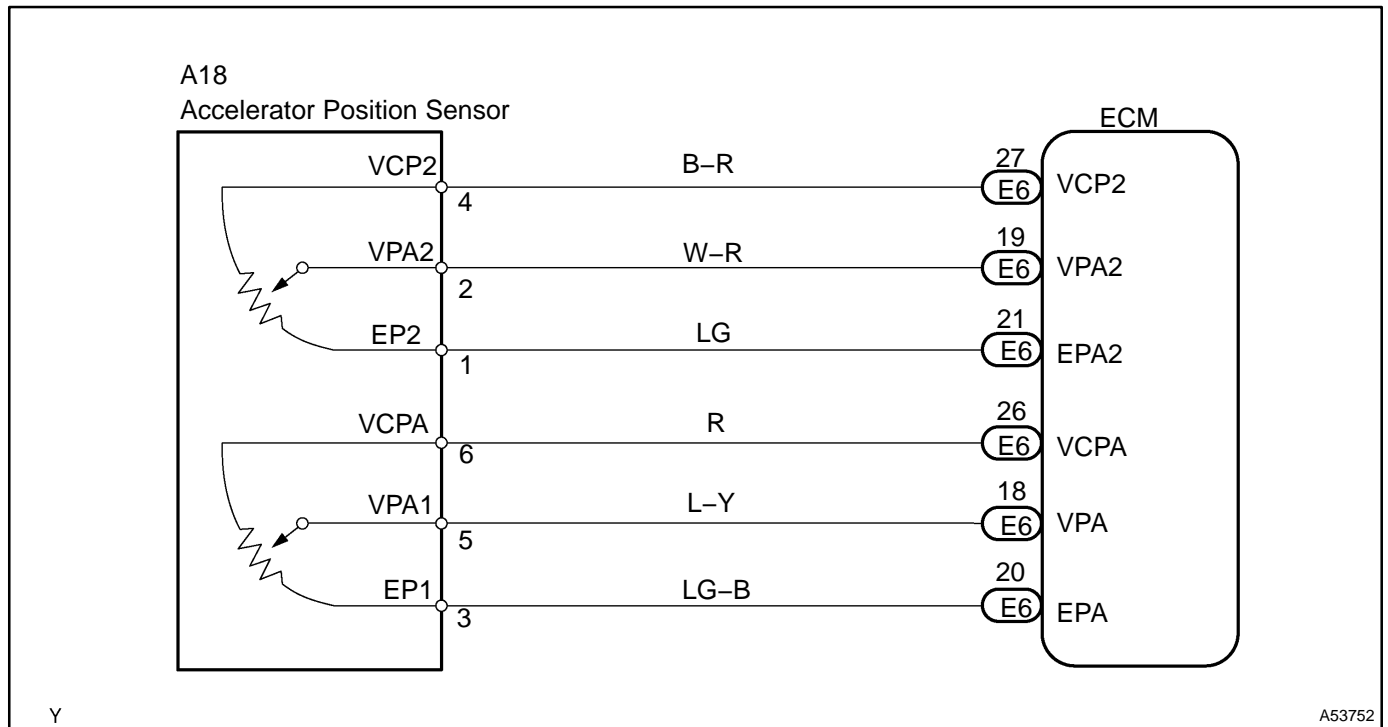 A18
Accelerator Position Sensor
ECM
VCP2
4
B–R
27
E6
VCP2
VPA2
2
W–R
19
E6
VPA2
EP2
1
LG
21
E6
EPA2
VCPA
6
R
26
E6
VCPA
VPA1
5
L–Y
18
E6
VPA
EP1
3
LG–B
20
E6
EPA
Y
A53752